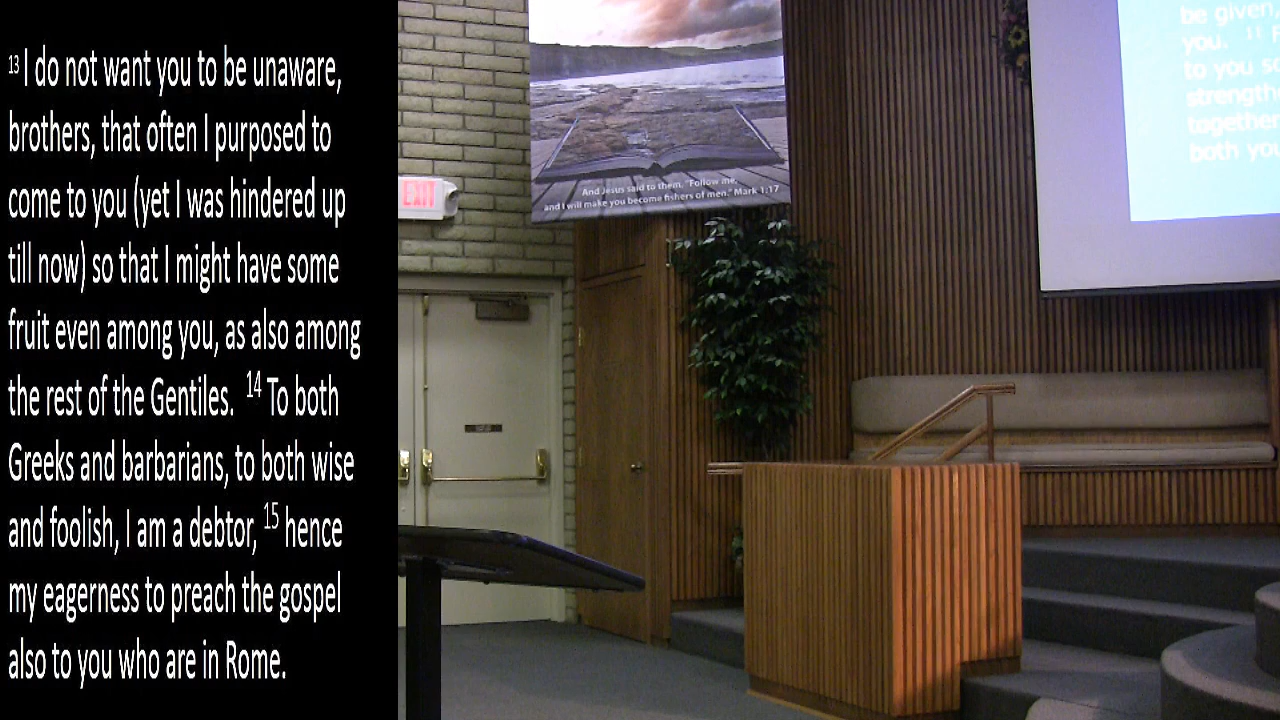 13 I do not want you to be unaware,
brothers, that often I purposed to
come to you (yet I was hindered up
till now) so that I might have some
fruit even among you, as also among
the rest of the Gentiles. 14 To both
Greeks and barbarians, to both wise
and foolish, I am a debtor, 15 hence
my eagerness to preach the gospel
also to you who are in Rome.
EXIT
And Jesus said to them, "Follow me,
and I will make you become fishers of men." Mark 1:17
be given,
you. 11
to you so
strengthe
together
both you